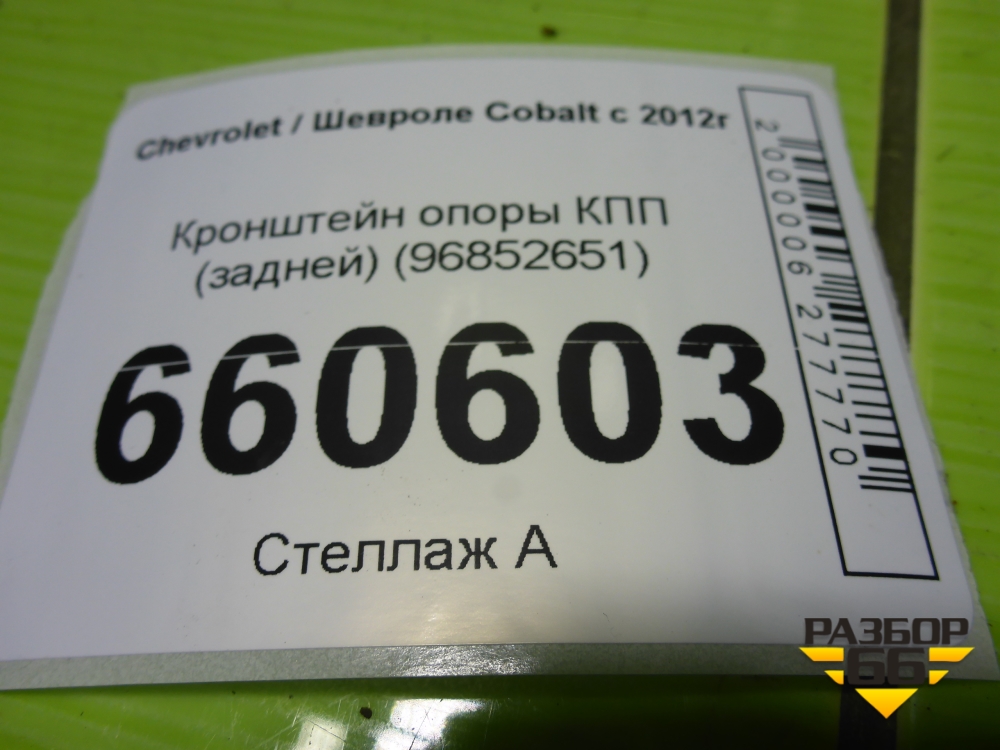 Chevrolet / Шевроле Cobalt с 2012г
Кронштейн опоры КПП
(задней) (96852651)
660603
Стеллаж А
2000006277770
РАЗБОР
66